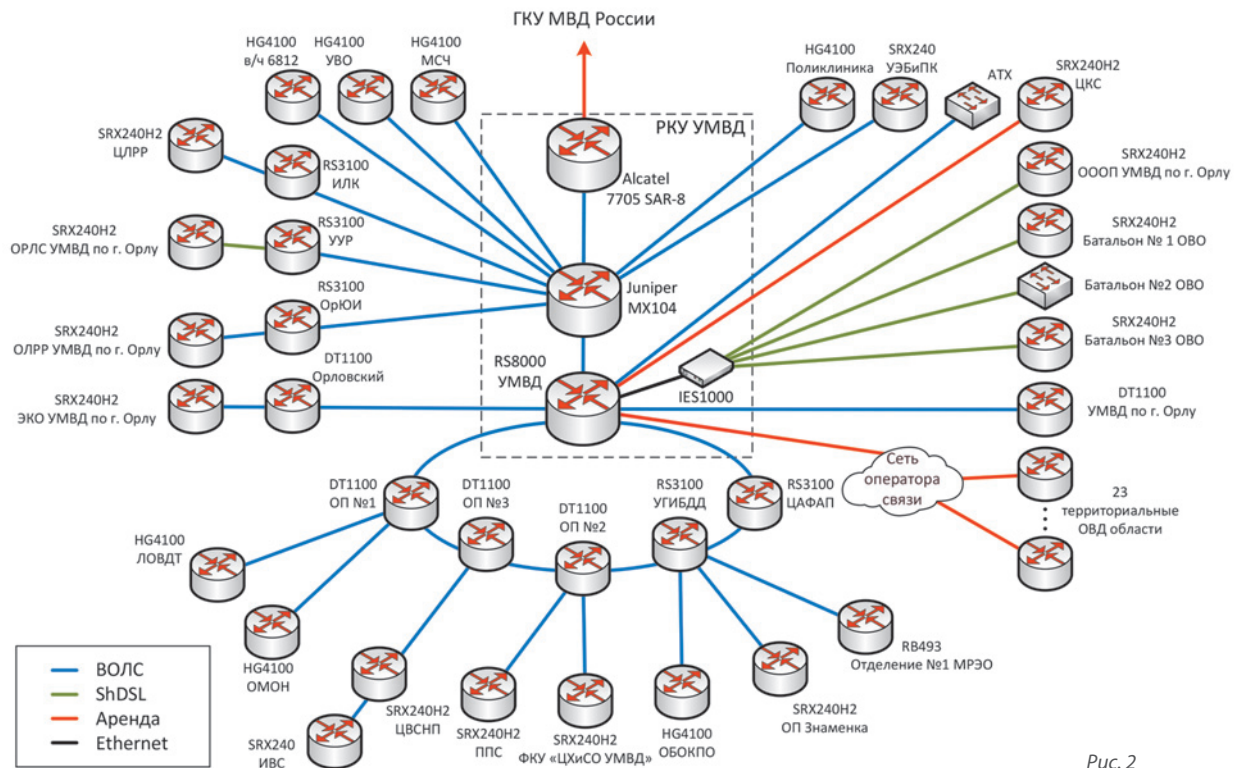 ГКУ МВД России
HG4100
в/ч 6812
HG4100
УВО
HG4100
МСЧ
HG4100
Поликлиника
SRX240
УЭБиПК
АТХ
SRX240H2
ЦКС
РКУ УМВД
SRX240H2
ЦЛРР
RS3100
ИЛК
Alcatel
7705 SAR-8
SRX240H2
ОООП УМВД по г. Орлу
SRX240H2
ОРЛС УМВД по г. Орлу
RS3100
УУР
SRX240H2
Батальон № 1 ОВО
Juniper
MX104
Батальон №2 ОВО
SRX240H2
ОЛРР УМВД по г. Орлу
RS3100
ОрЮИ
SRX240H2
Батальон №3 ОВО
RS8000
УМВД
IES1000
SRX240H2
ЭКО УМВД по г. Орлу
DT1100
Орловский
DT1100
УМВД по г. Орлу
Сеть
оператора
связи
23
территориальные
ОВД области
DT1100
ОП №1
DT1100
ОП №3
DT1100
ОП №2
RS3100
УГИБДД
RS3100
ЦАФАП
HG4100
ЛОВДТ
HG4100
ОМОН
SRX240H2
ЦВСНП
SRX240
ИВС
SRX240H2
ППС
SRX240H2
ФКУ «ЦХиСО УМВД»
HG4100
ОБОКПО
SRX240H2
ОП Знаменка
RB493
Отделение №1 МРЭО
ВОЛС
ShDSL
Аренда
Ethernet
Рис. 2